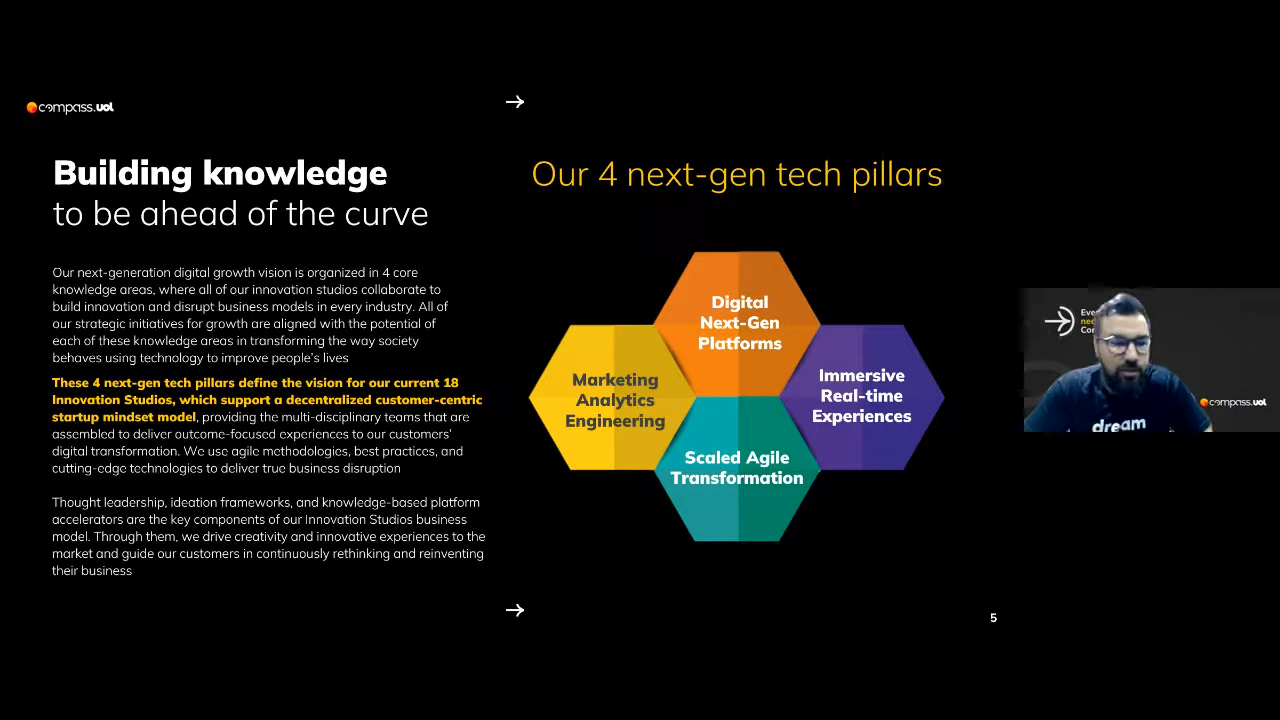 compass.uol
Building knowledge
to be ahead of the curve
Our next-generation digital growth vision is organized in 4 core
knowledge areas, where all of our innovation studios collaborate to
build innovation and disrupt business models in every industry. All of
our strategic initiatives for growth are aligned with the potential of
each of these knowledge areas in transforming the way society
behaves using technology to improve people's lives
These 4 next-gen tech pillars define the vision for our current 18
Innovation Studios, which support a decentralized customer-centric
startup mindset model, providing the multi-disciplinary teams that are
assembled to deliver outcome-focused experiences to our customers'
digital transformation. We use agile methodologies, best practices, and
cutting-edge technologies to deliver true business disruption
Thought leadership, ideation frameworks, and knowledge-based platform
accelerators are the key components of our Innovation Studios business
model. Through them, we drive creativity and innovative experiences to the
market and guide our customers in continuously rethinking and reinventing
their business
Our 4 next-gen tech pillars
Digital
Next-Gen
Platforms
Marketing
Analytics
Engineering
Immersive
Real-time
Experiences
Scaled Agile
Transformation
5
dream
compass.uol